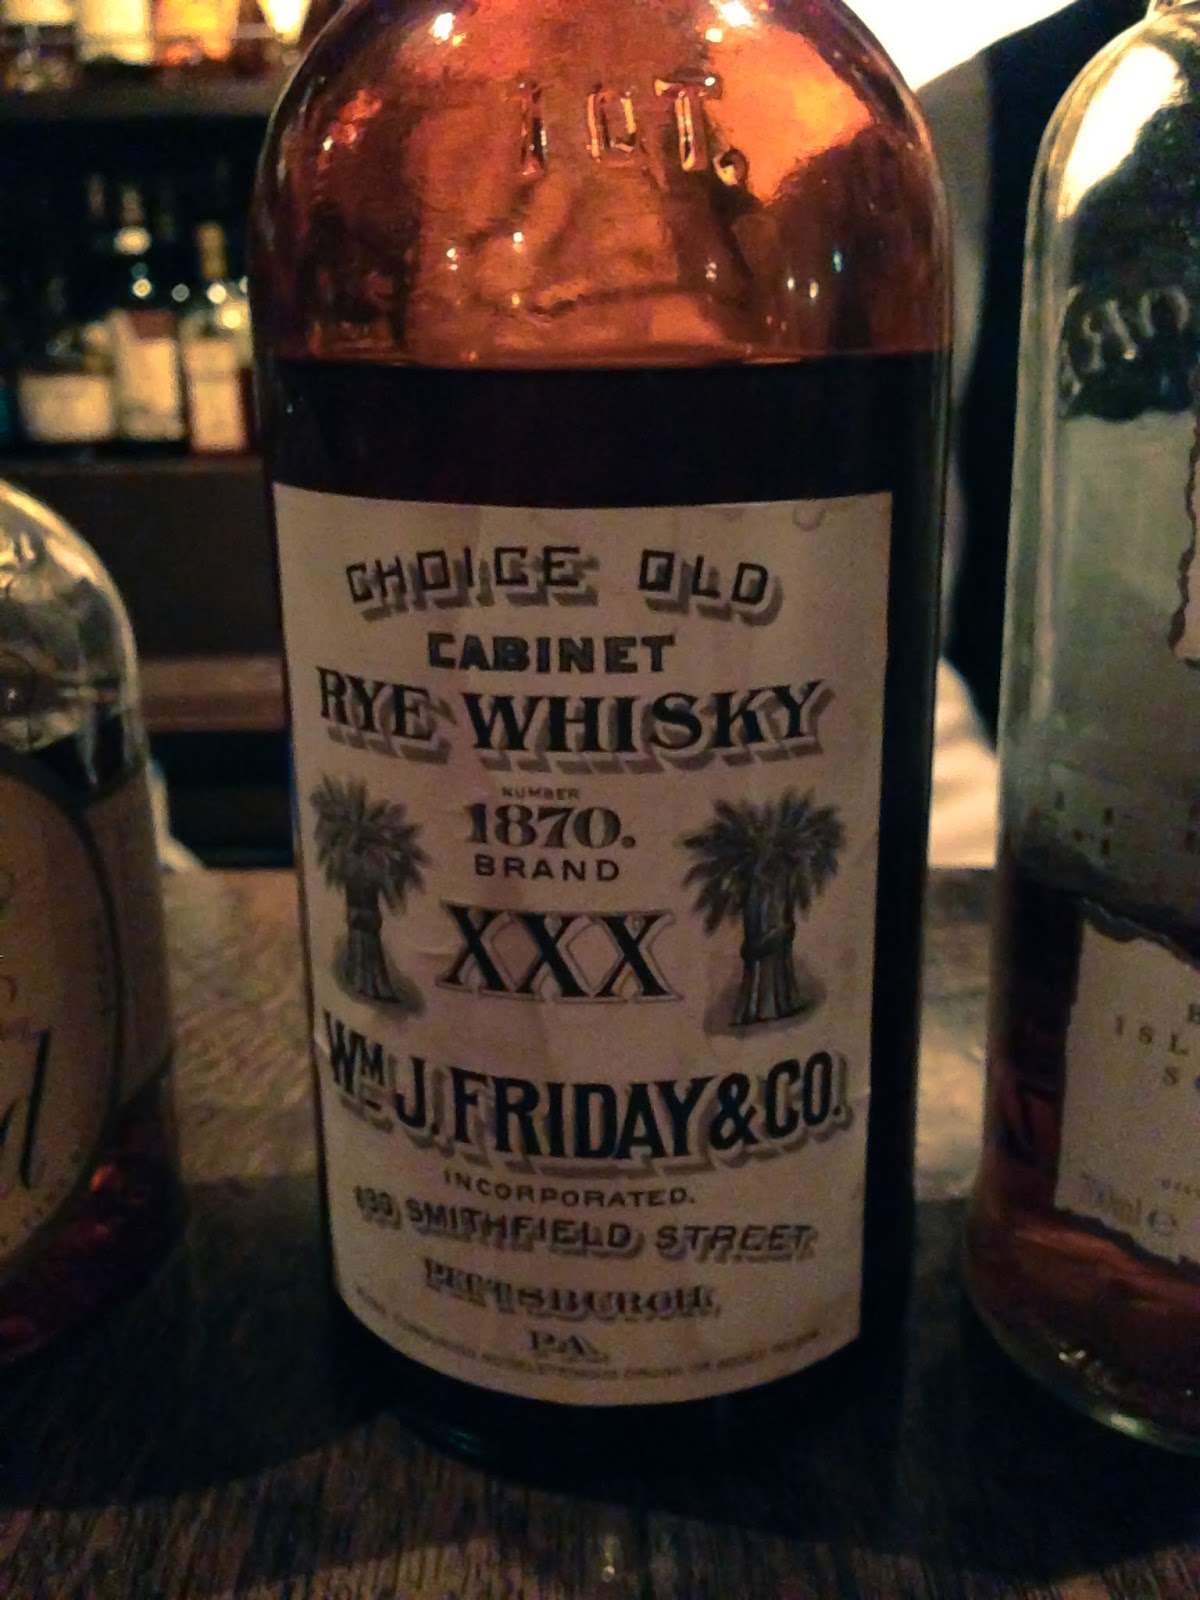 1 QT.
CHOICE OLD
CABINET
RYE WHISKY
NUMBER
1870.
BRAND
XXX
WM J. FRIDAY & CO.
INCORPORATED.
SMITHFIELD STREET
PITTSBURGH,
PA.
700ml e